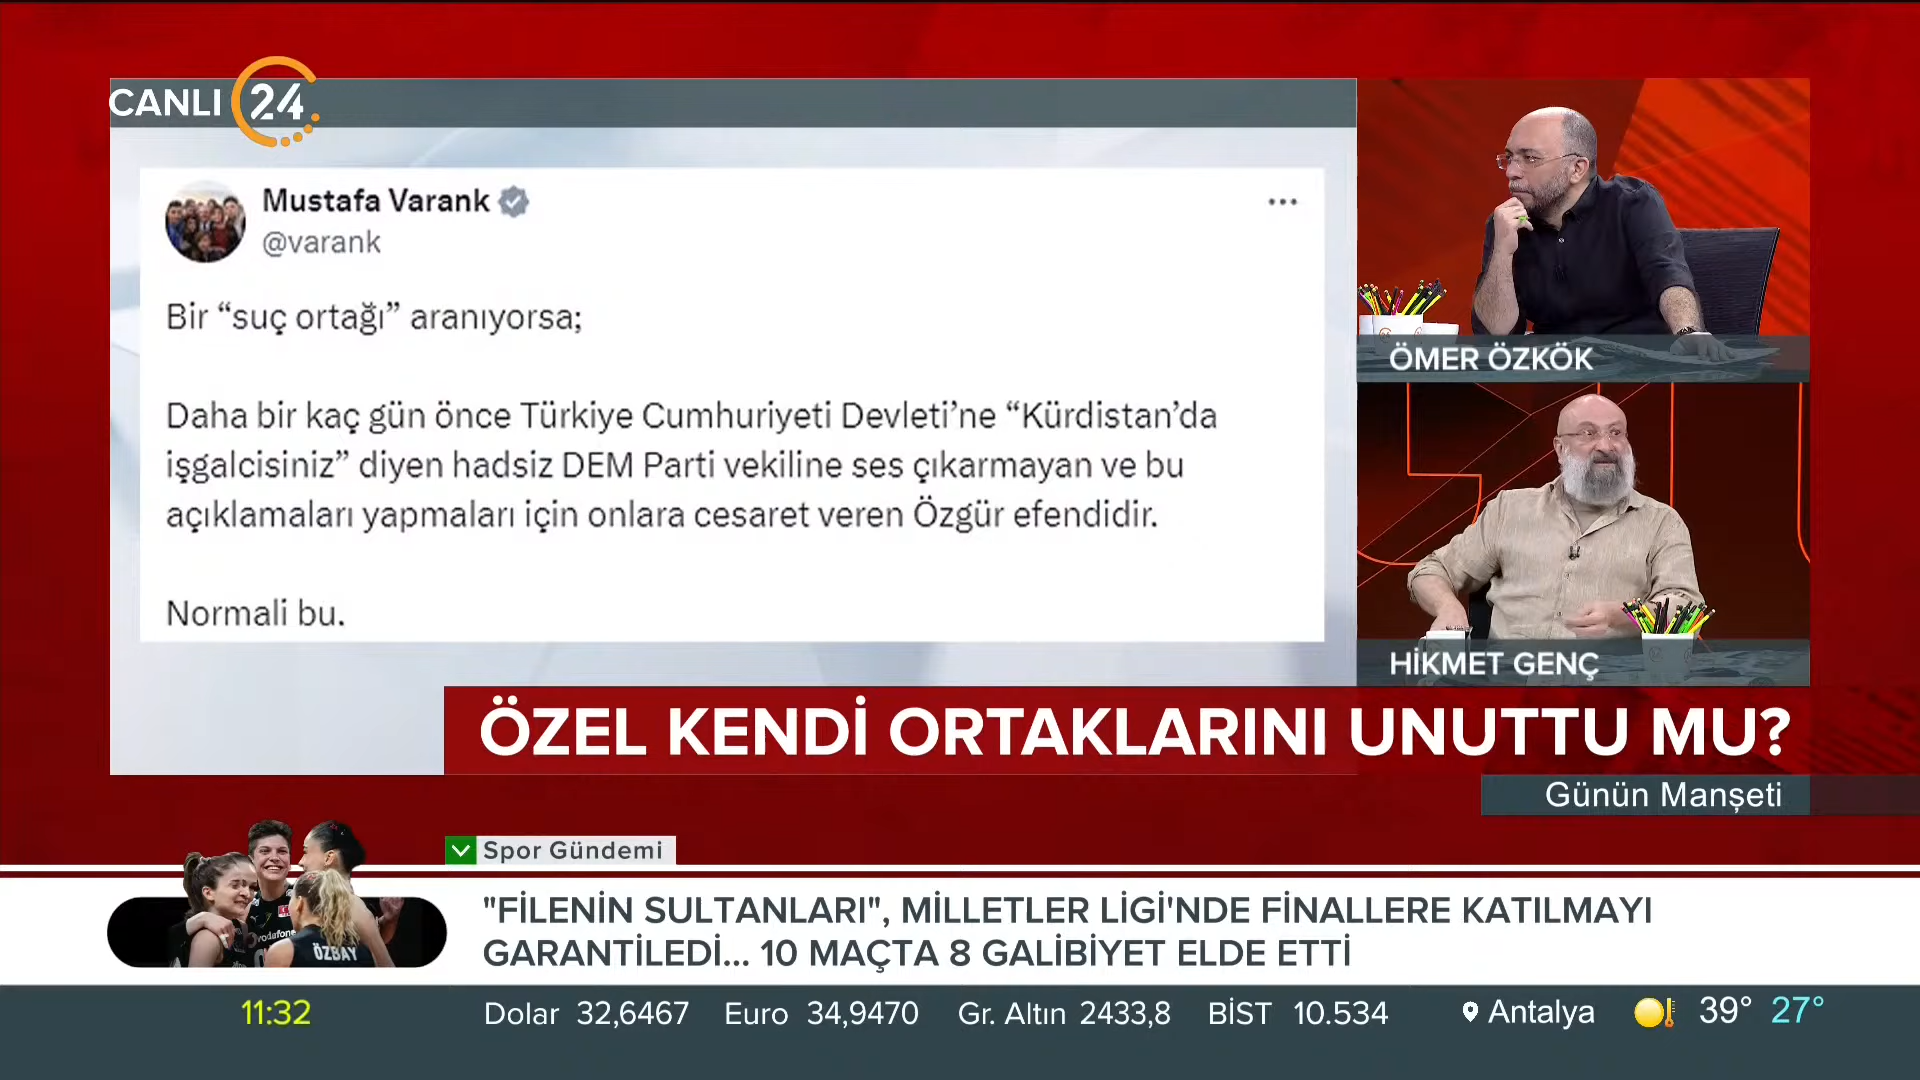 CANLI 24
Mustafa Varank
@varank
Bir “suç ortağı” aranıyorsa;
Daha bir kaç gün önce Türkiye Cumhuriyeti Devleti’ne “Kürdistan’da
işgalcisiniz” diyen hadsiz DEM Parti vekiline ses çıkarmayan ve bu
açıklamaları yapmaları için onlara cesaret veren Özgür efendidir.
Normali bu.
ÖMER ÖZKÖK
HİKMET GENÇ
ÖZEL KENDİ ORTAKLARINI UNUTTU MU?
Günün Manşeti
Spor Gündemi
vodafone
ÖZBAY
"FİLENİN SULTANLARI", MİLLETLER LİGİ'NDE FİNALLERE KATILMAYI
GARANTİLEDİ... 10 MAÇTA 8 GALİBİYET ELDE ETTİ
11:32 Dolar 32,6467 Euro 34,9470 Gr. Altın 2433,8 BİST 10.534 Antalya 39° 27°